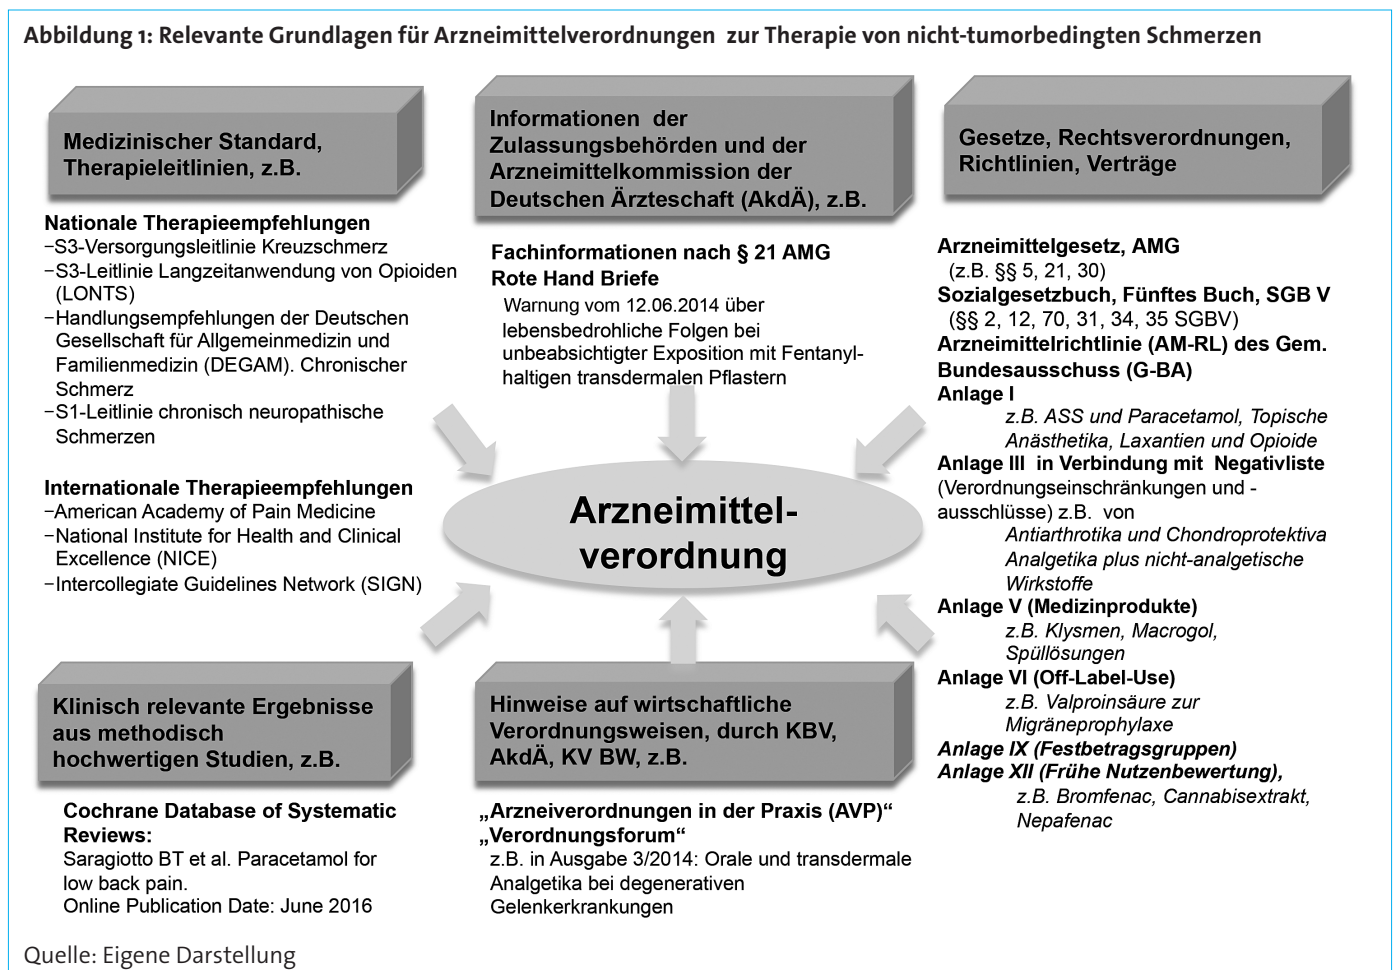 Abbildung 1: Relevante Grundlagen für Arzneimittelverordnungen zur Therapie von nicht-tumorbedingten Schmerzen
Medizinischer Standard,
Therapieleitlinien, z.B.
Nationale Therapieempfehlungen
–S3-Versorgungsleitlinie Kreuzschmerz
–S3-Leitlinie Langzeitanwendung von Opioiden
(LONTS)
–Handlungsempfehlungen der Deutschen
Gesellschaft für Allgemeinmedizin und
Familienmedizin (DEGAM). Chronischer
Schmerz
–S1-Leitlinie chronisch neuropathische
Schmerzen
Internationale Therapieempfehlungen
–American Academy of Pain Medicine
–National Institute for Health and Clinical
Excellence (NICE)
–Intercollegiate Guidelines Network (SIGN)
Informationen der
Zulassungsbehörden und der
Arzneimittelkommission der
Deutschen Ärzteschaft (AkdÄ), z.B.
Fachinformationen nach § 21 AMG
Rote Hand Briefe
Warnung vom 12.06.2014 über
lebensbedrohliche Folgen bei
unbeabsichtigter Exposition mit Fentanyl-
haltigen transdermalen Pflastern
Gesetze, Rechtsverordnungen,
Richtlinien, Verträge
Arzneimittelgesetz, AMG
(z.B. §§ 5, 21, 30)
Sozialgesetzbuch, Fünftes Buch, SGB V
(§§ 2, 12, 70, 31, 34, 35 SGBV)
Arzneimittelrichtlinie (AM-RL) des Gem.
Bundesausschuss (G-BA)
Anlage I
z.B. ASS und Paracetamol, Topische
Anästhetika, Laxantien und Opioide
Anlage III in Verbindung mit Negativliste
(Verordnungseinschränkungen und -
ausschlüsse) z.B. von
Antiarthrotika und Chondroprotektiva
Analgetika plus nicht-analgetische
Wirkstoffe
Anlage V (Medizinprodukte)
z.B. Klysmen, Macrogol,
Spüllösungen
Anlage VI (Off-Label-Use)
z.B. Valproinsäure zur
Migräneprophylaxe
Anlage IX (Festbetragsgruppen)
Anlage XII (Frühe Nutzenbewertung),
z.B. Bromfenac, Cannabisextrakt,
Nepafenac
Arzneimittel-
verordnung
Klinisch relevante Ergebnisse
aus methodisch
hochwertigen Studien, z.B.
Cochrane Database of Systematic
Reviews:
Saragiotto BT et al. Paracetamol for
low back pain.
Online Publication Date: June 2016
Hinweise auf wirtschaftliche
Verordnungsweisen, durch KBV,
AkdÄ, KV BW, z.B.
„Arzneiverordnungen in der Praxis (AVP)“
„Verordnungsforum“
z.B. in Ausgabe 3/2014: Orale und transdermale
Analgetika bei degenerativen
Gelenkerkrankungen
Quelle: Eigene Darstellung